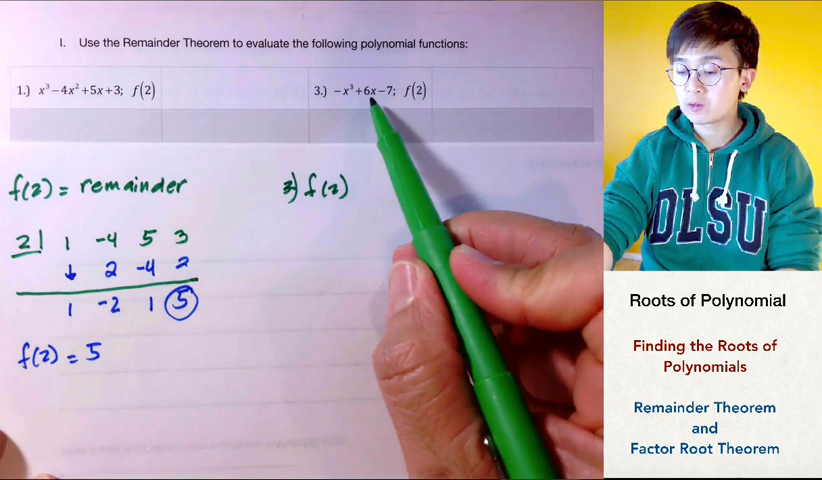 I. Use the Remainder Theorem to evaluate the following polynomial functions:
1.) x³−4x²+5x+3; f(2)
3.) −x³+6x−7; f(2)
f(2) = remainder
2| 1 -4 5 3
↓ 2 -4 2
1 -2 1 5
f(2) = 5
3) f(2)
DLSU
Roots of Polynomial
Finding the Roots of
Polynomials
Remainder Theorem
and
Factor Root Theorem